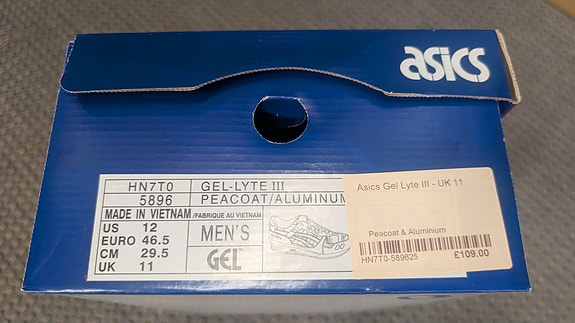 asics
HN7T0 GEL-LYTE III
5896 PEACOAT/ALUMINUM
MADE IN VIETNAM/FABRIQUE AU VIETNAM
US 12
EURO 46.5
CM 29.5
UK 11
MEN'S
GEL
Asics Gel Lyte III - UK 11
Peacoat & Aluminium
HN7T0-589625
£109.00